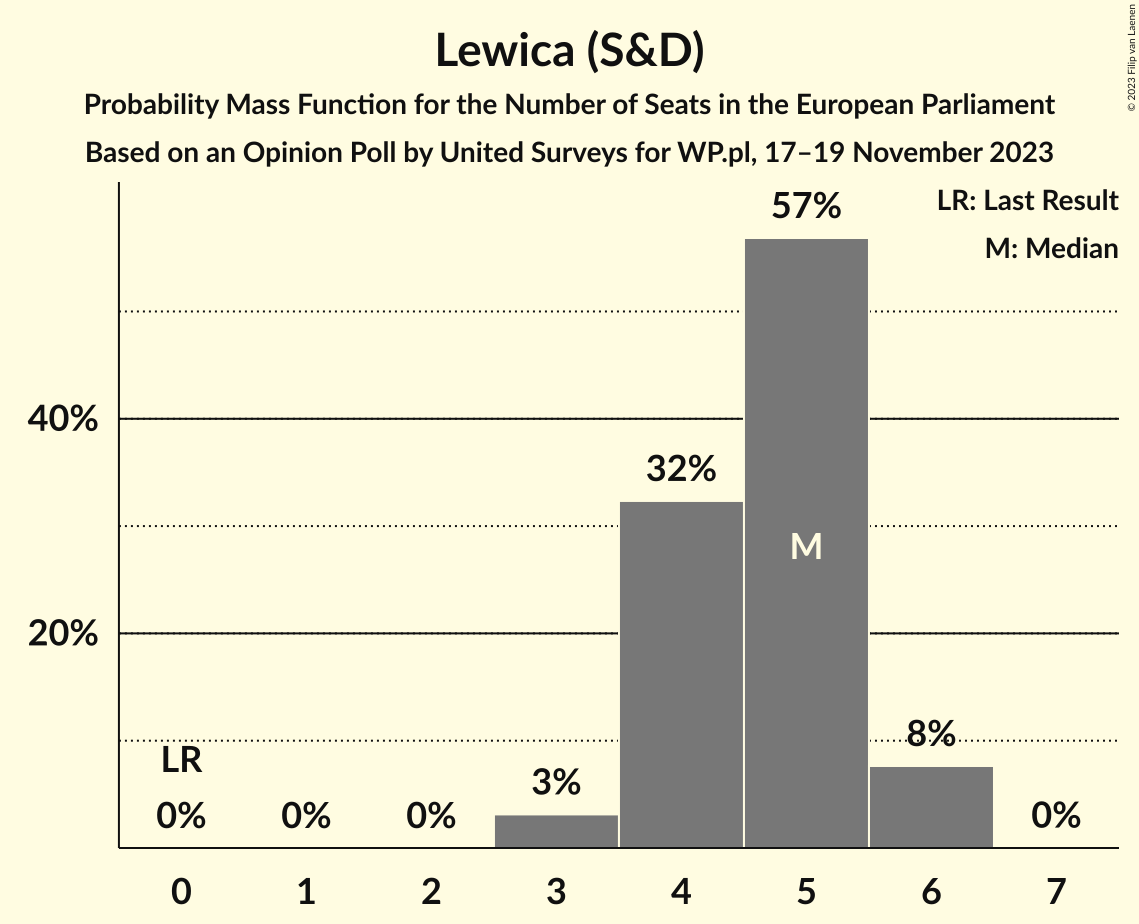 Lewica (S&D)
Probability Mass Function for the Number of Seats in the European Parliament
Based on an Opinion Poll by United Surveys for WP.pl, 17–19 November 2023
© 2023 Filip van Laenen
LR: Last Result
M: Median
57%
40%
32%
M
20%
8%
LR
3%
0%
0%
0%
0%
0
1
2
3
4
5
6
7